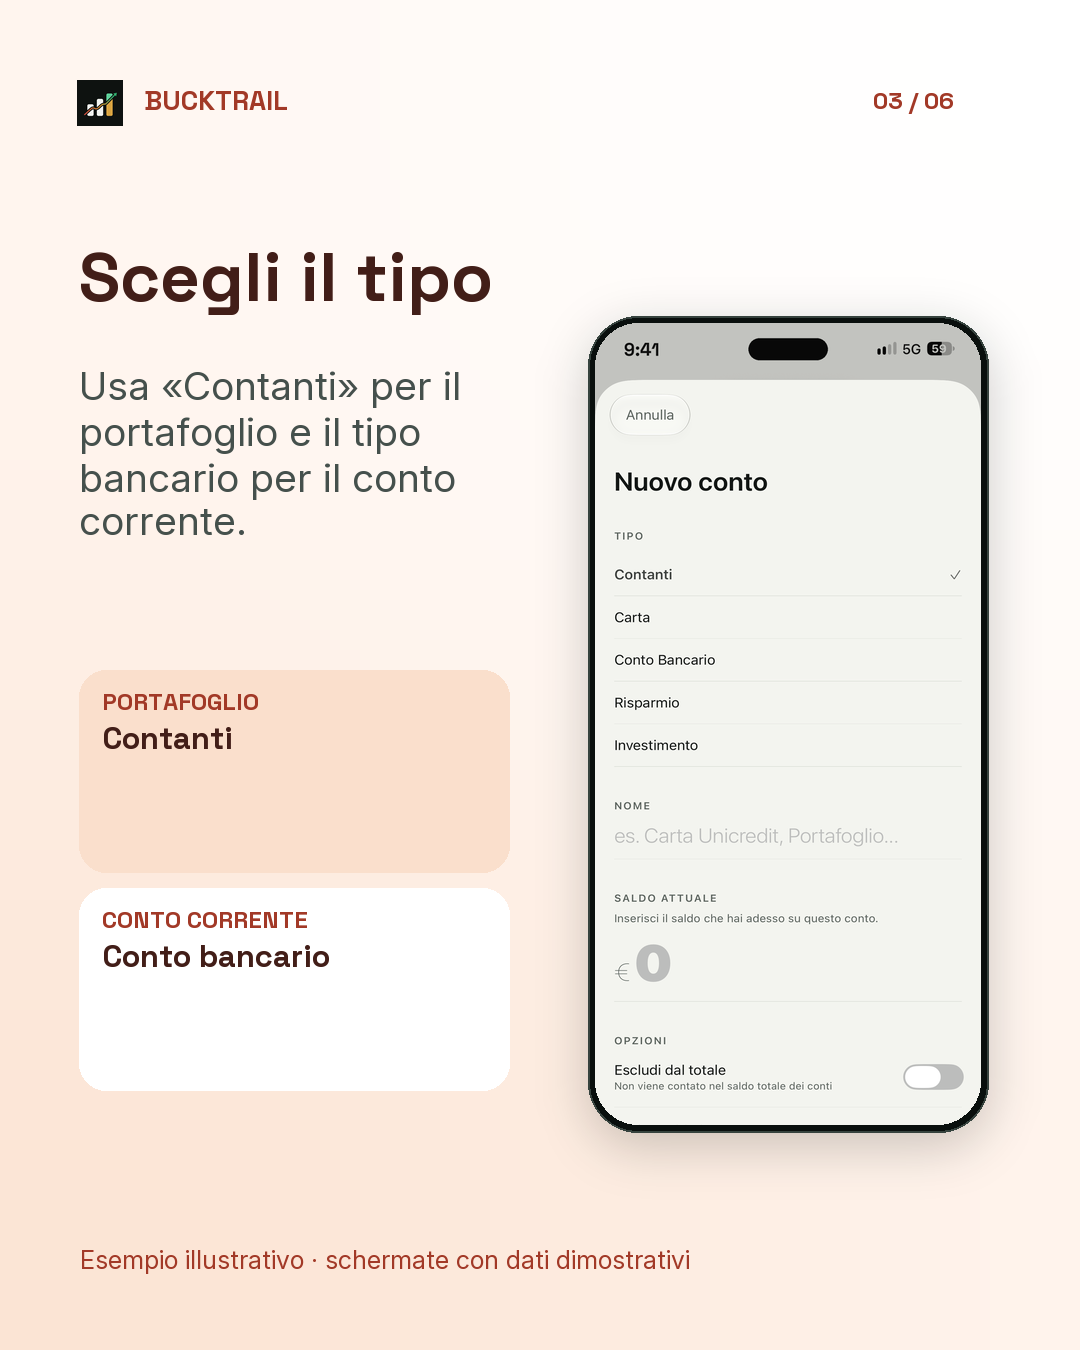 BUCKTRAIL
03 / 06
Scegli il tipo
Usa «Contanti» per il
portafoglio e il tipo
bancario per il conto
corrente.
PORTAFOGLIO
Contanti
CONTO CORRENTE
Conto bancario
9:41
5G
59
Annulla
Nuovo conto
TIPO
Contanti
Carta
Conto Bancario
Risparmio
Investimento
NOME
es. Carta Unicredit, Portafoglio...
SALDO ATTUALE
Inserisci il saldo che hai adesso su questo conto.
€ 0
OPZIONI
Escludi dal totale
Non viene contato nel saldo totale dei conti
Esempio illustrativo · schermate con dati dimostrativi